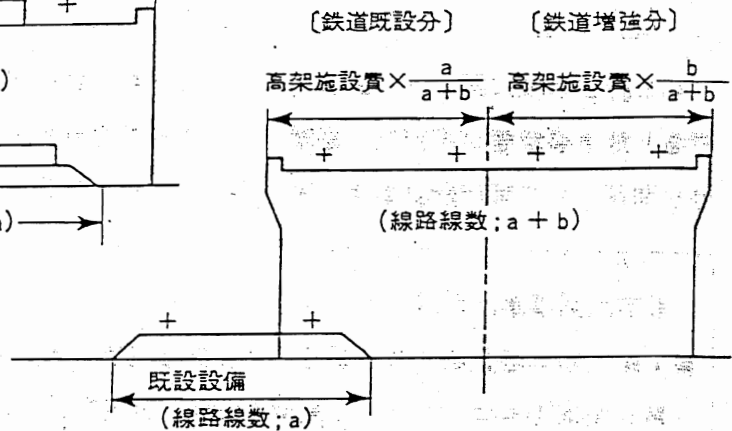 〔鉄道既設分〕 〔鉄道増強分〕
高架施設費×a/a+b 高架施設費×b/a+b
(線路線数;a+b)
既設設備
(線路線数;a)